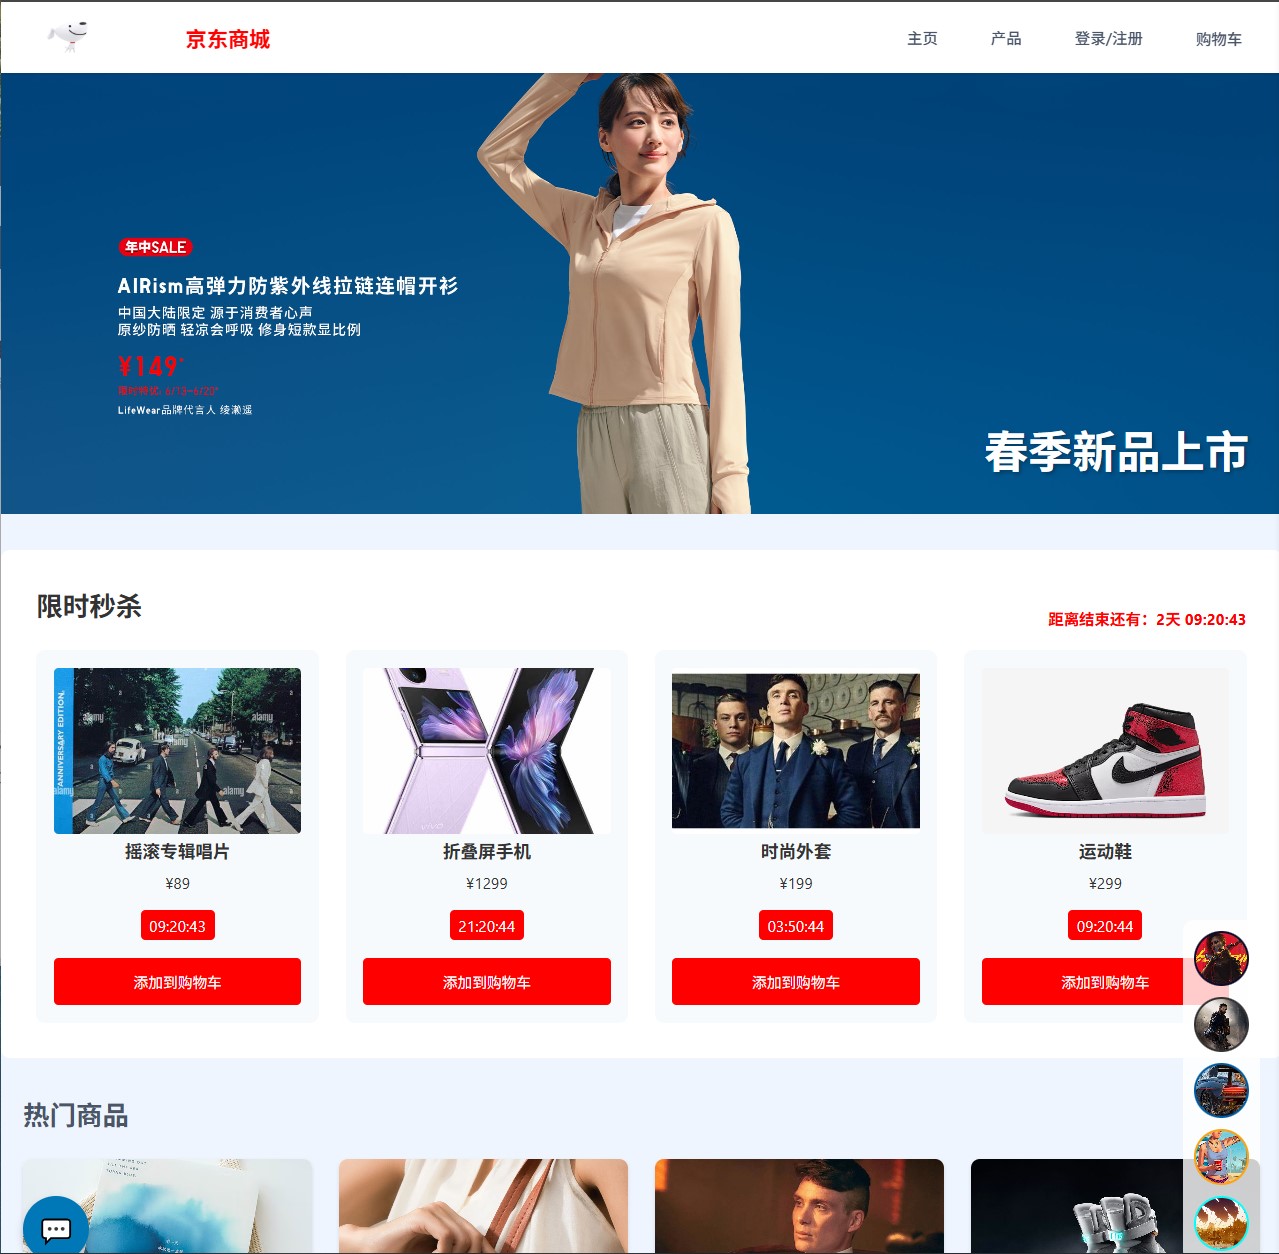 京东商城
主页
产品
登录/注册
购物车
年中SALE
AIRism高弹力防紫外线拉链连帽开衫
中国大陆限定 源于消费者心声
原纱防晒 轻凉会呼吸 修身短款显比例
¥149*
LifeWear品牌代言人 绫濑遥
春季新品上市
限时秒杀
距离结束还有：2天 09:20:43
ANNIVERSARY EDITION.
alamy
alamy
alamy
alamy
alamy
摇滚专辑唱片
¥89
09:20:43
添加到购物车
vivo
折叠屏手机
¥1299
21:20:44
添加到购物车
时尚外套
¥199
03:50:44
添加到购物车
运动鞋
¥299
09:20:44
添加到购物车
热门商品